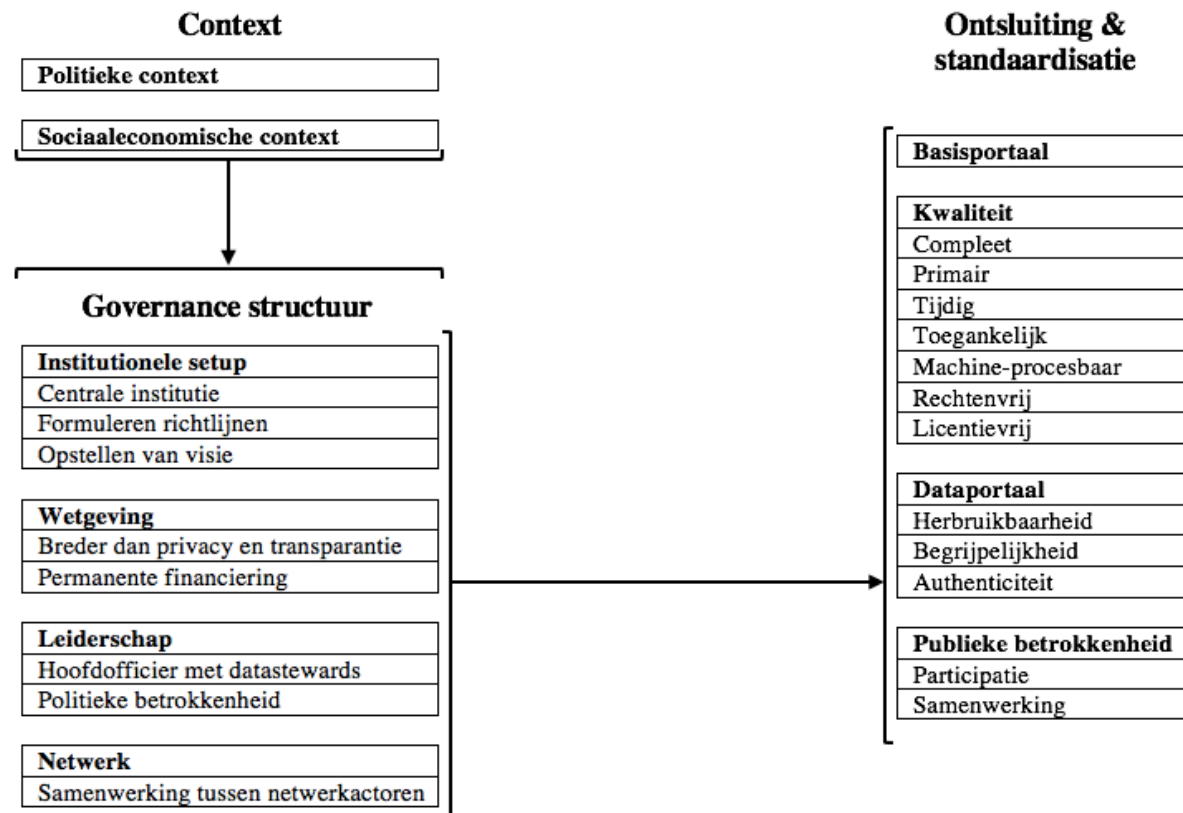 Context
Politieke context
Sociaaleconomische context
Governance structuur
Institutionele setup
Centrale institutie
Formuleren richtlijnen
Opstellen van visie
Wetgeving
Breder dan privacy en transparantie
Permanente financiering
Leiderschap
Hoofdofficier met datastewards
Politieke betrokkenheid
Netwerk
Samenwerking tussen netwerkactoren
Ontsluiting &
standaardisatie
Basisportaal
Kwaliteit
Compleet
Primair
Tijdig
Toegankelijk
Machine-procesbaar
Rechtenvrij
Licentievrij
Dataportaal
Herbruikbaarheid
Begrijpelijkheid
Authenticiteit
Publieke betrokkenheid
Participatie
Samenwerking